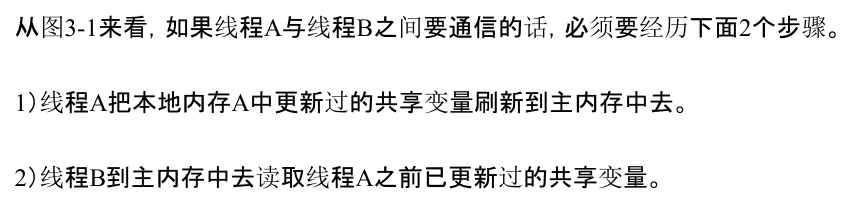 从图3-1来看，如果线程A与线程B之间要通信的话，必须要经历下面2个步骤。
1）线程A把本地内存A中更新过的共享变量刷新到主内存中去。
2）线程B到主内存中去读取线程A之前已更新过的共享变量。